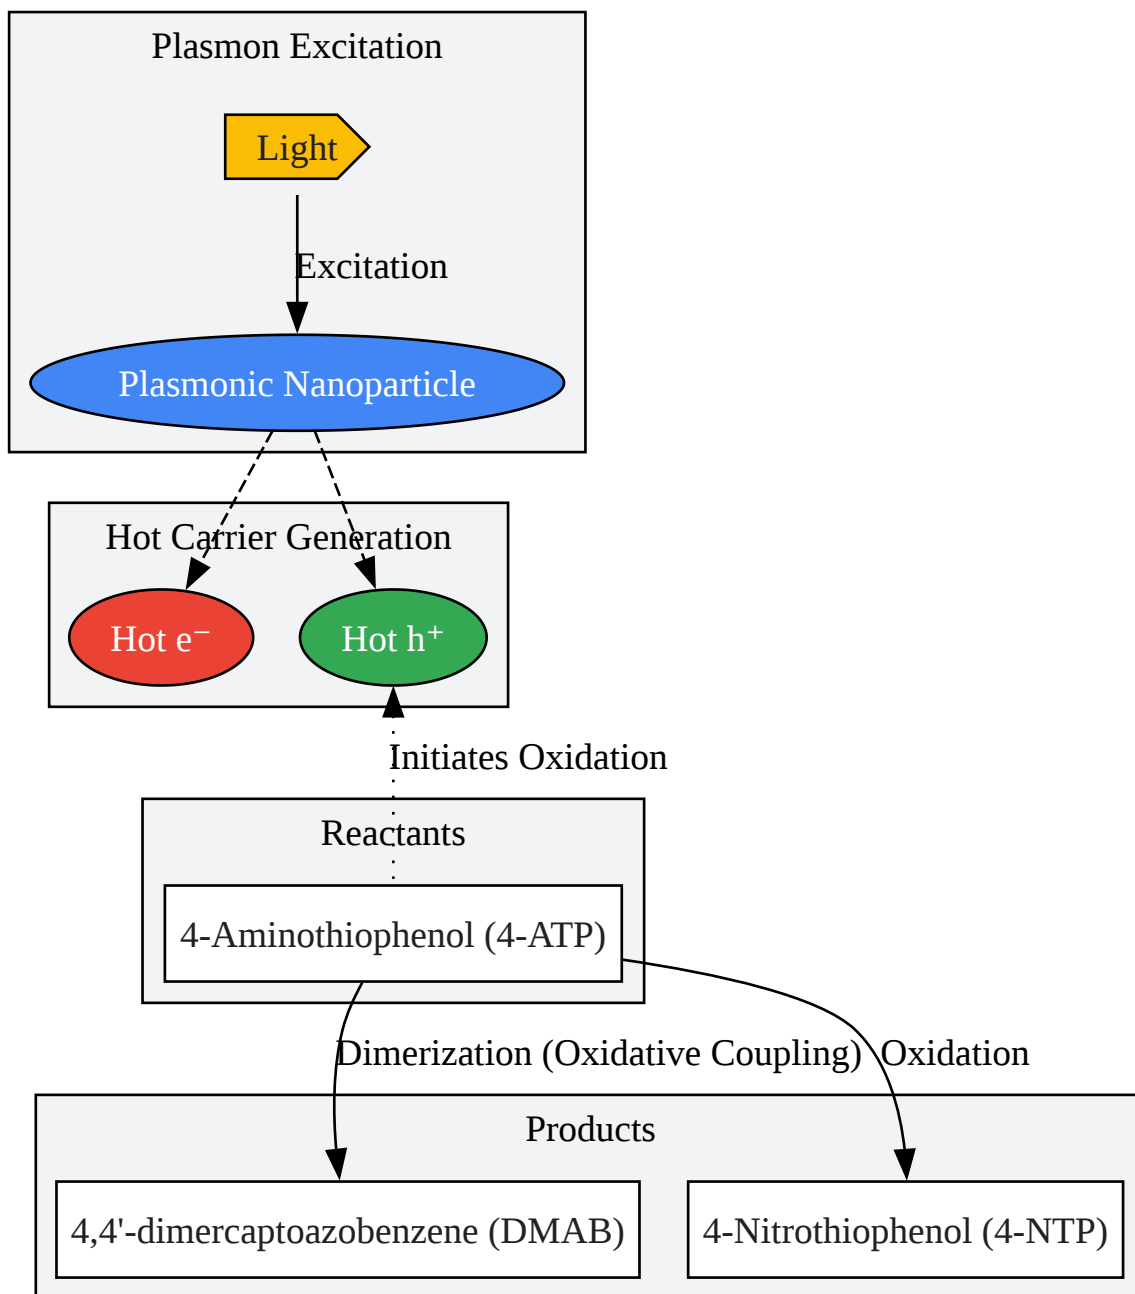 Plasmon Excitation
Light
Excitation
Plasmonic Nanoparticle
Hot Carrier Generation
Hot e⁻
Hot h⁺
Initiates Oxidation
Reactants
4-Aminothiophenol (4-ATP)
Dimerization (Oxidative Coupling)
Oxidation
Products
4,4'-dimercaptoazobenzene (DMAB)
4-Nitrothiophenol (4-NTP)